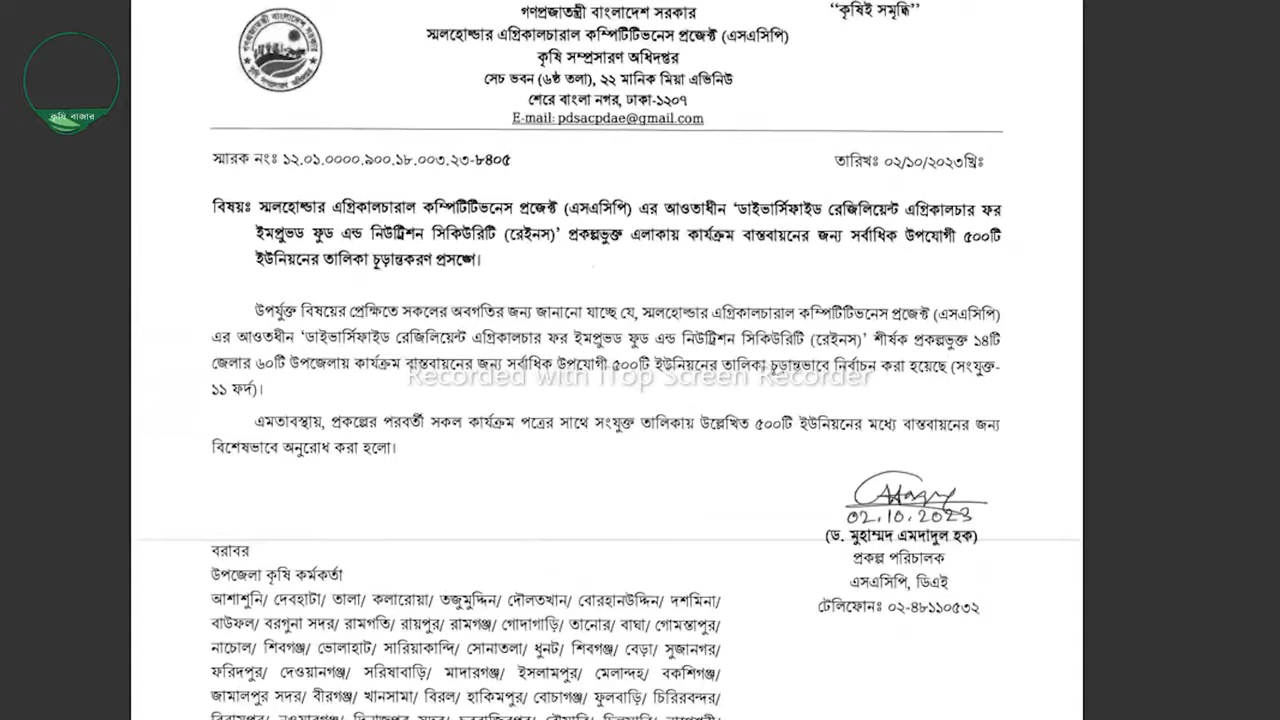 গণপ্রজাতন্ত্রী বাংলাদেশ সরকার
“কৃষিই সমৃদ্ধি”
স্মলহোল্ডার এগ্রিকালচারাল কম্পিটিটিভনেস প্রজেক্ট (এসএসিপি)
কৃষি সম্প্রসারণ অধিদপ্তর
সেচ ভবন (৬ষ্ঠ তলা), ২২ মানিক মিয়া এভিনিউ
শেরে বাংলা নগর, ঢাকা-১২০৭
E-mail: pdsacpdae@gmail.com
কৃষি বাজার
স্মারক নং: ১২.০১.০০০০.৯০০.১৮.০০৩.২৩-৮৪০৫
তারিখঃ ০২/১০/২০২৩খ্রিঃ
বিষয়ঃ স্মলহোল্ডার এগ্রিকালচারাল কম্পিটিটিভনেস প্রজেক্ট (এসএসিপি) এর আওতাধীন ‘ডাইভার্সিফাইড রেজিলিয়েন্ট এগ্রিকালচার ফর
ইমপ্রুভড ফুড এন্ড নিউট্রিশন সিকিউরিটি (রেইনস)’ প্রকল্পভুক্ত এলাকায় কার্যক্রম বাস্তবায়নের জন্য সর্বাধিক উপযোগী ৫০০টি
ইউনিয়নের তালিকা চূড়ান্তকরণ প্রসঙ্গে।
উপর্যুক্ত বিষয়ের প্রেক্ষিতে সকলের অবগতির জন্য জানানো যাচ্ছে যে, স্মলহোল্ডার এগ্রিকালচারাল কম্পিটিটিভনেস প্রজেক্ট (এসএসিপি)
এর আওতাধীন ‘ডাইভার্সিফাইড রেজিলিয়েন্ট এগ্রিকালচার ফর ইমপ্রুভড ফুড এন্ড নিউট্রিশন সিকিউরিটি (রেইনস)’ শীর্ষক প্রকল্পভুক্ত ১৪টি
জেলার ৬০টি উপজেলায় কার্যক্রম বাস্তবায়নের জন্য সর্বাধিক উপযোগী ৫০০টি ইউনিয়নের তালিকা চূড়ান্তভাবে নির্বাচন করা হয়েছে (সংযুক্ত-
Recorded with iTop Screen Recorder
১১ ফর্দ)।
এমতাবস্থায়, প্রকল্পের পরবর্তী সকল কার্যক্রম পত্রের সাথে সংযুক্ত তালিকায় উল্লেখিত ৫০০টি ইউনিয়নের মধ্যে বাস্তবায়নের জন্য
বিশেষভাবে অনুরোধ করা হলো।
02.10.2023
(ড. মুহাম্মদ এমদাদুল হক)
প্রকল্প পরিচালক
এসএসিপি, ডিএই
টেলিফোনঃ ০২-৪৮১১০৫৩২
বরাবর
উপজেলা কৃষি কর্মকর্তা
আশাশুনি/ দেবহাটা/ তালা/ কলারোয়া/ তজুমুদ্দিন/ দৌলতখান/ বোরহানউদ্দিন/ দশমিনা/
বাউফল/ বরগুনা সদর/ রামগতি/ রায়পুর/ রামগঞ্জ/ গোদাগাড়ি/ তানোর/ বাঘা/ গোমস্তাপুর/
নাচোল/ শিবগঞ্জ/ ভোলাহাট/ সারিয়াকান্দি/ সোনাতলা/ ধুনট/ শিবগঞ্জ/ বেড়া/ সুজানগর/
ফরিদপুর/ দেওয়ানগঞ্জ/ সরিষাবাড়ি/ মাদারগঞ্জ/ ইসলামপুর/ মেলান্দহ/ বকশিগঞ্জ/
জামালপুর সদর/ বীরগঞ্জ/ খানসামা/ বিরল/ হাকিমপুর/ বোচাগঞ্জ/ ফুলবাড়ি/ চিরিরবন্দর/